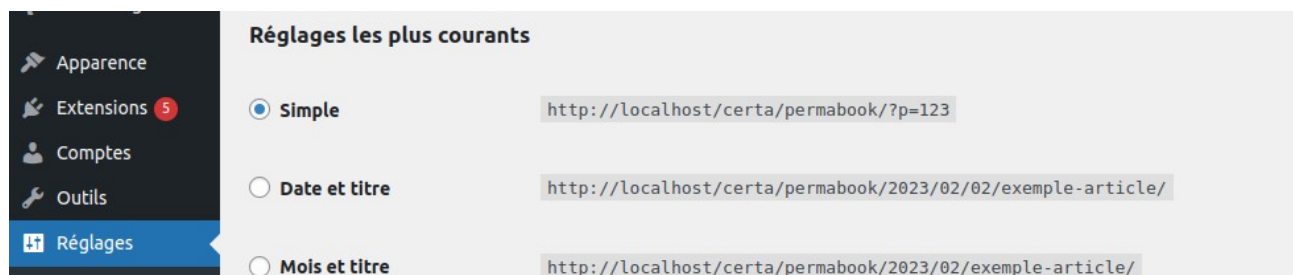 Réglages les plus courants
Apparence
Extensions 5
Simple
http://localhost/certa/permabook/?p=123
Comptes
Date et titre
http://localhost/certa/permabook/2023/02/02/exemple-article/
Outils
Réglages
Mois et titre
http://localhost/certa/permabook/2023/02/exemple-article/